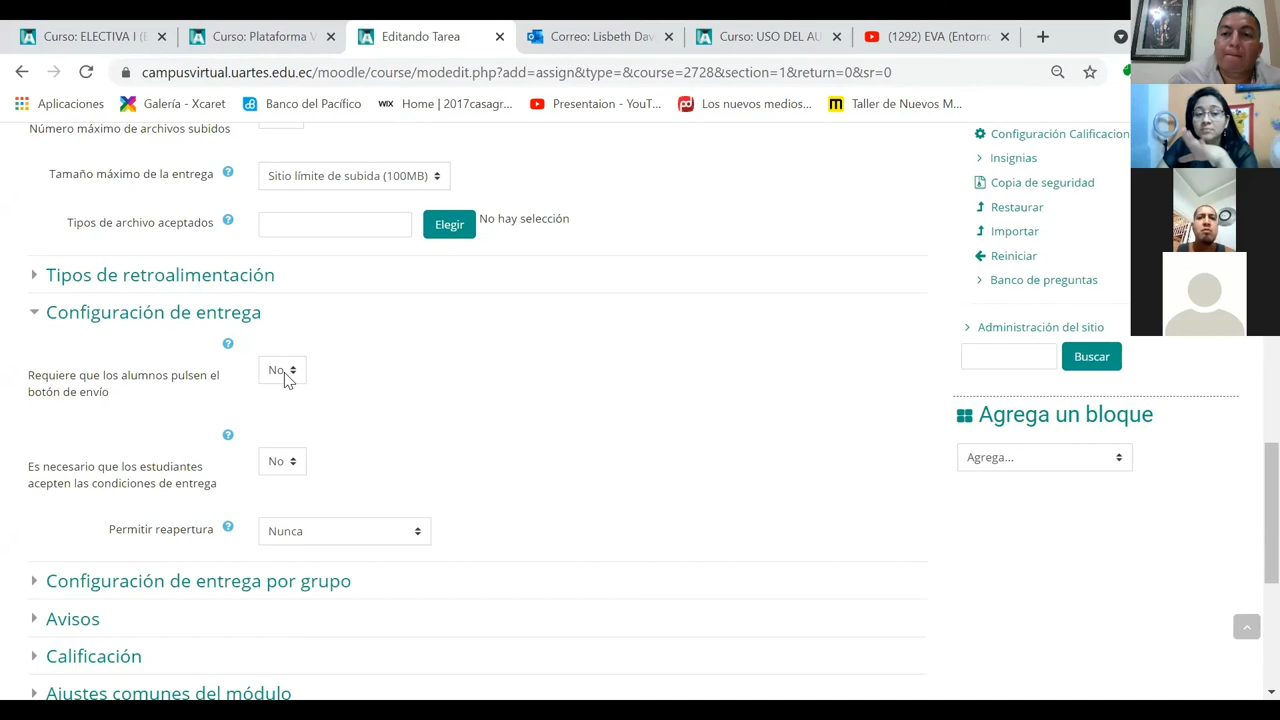 Curso: ELECTIVA I (E
Curso: Plataforma V
Editando Tarea
Correo: Lisbeth Dav
Curso: USO DEL AU
(1292) EVA (Entorn
campusvirtual.uartes.edu.ec/moodle/course/modedit.php?add=assign&type=&course=2728&section=1&return=0&sr=0
Aplicaciones
Galería - Xcaret
Banco del Pacífico
WIX Home | 2017casagr...
Presentaion - YouT...
Los nuevos medios...
Taller de Nuevos M...
Número máximo de archivos subidos
Tamaño máximo de la entrega
Sitio límite de subida (100MB)
Tipos de archivo aceptados
Elegir
No hay selección
Tipos de retroalimentación
Configuración de entrega
Requiere que los alumnos pulsen el
botón de envío
No
Es necesario que los estudiantes
acepten las condiciones de entrega
No
Permitir reapertura
Nunca
Configuración de entrega por grupo
Avisos
Calificación
Ajustes comunes del módulo
Configuración Calificacion
Insignias
Copia de seguridad
Restaurar
Importar
Reiniciar
Banco de preguntas
Administración del sitio
Buscar
Agrega un bloque
Agrega...